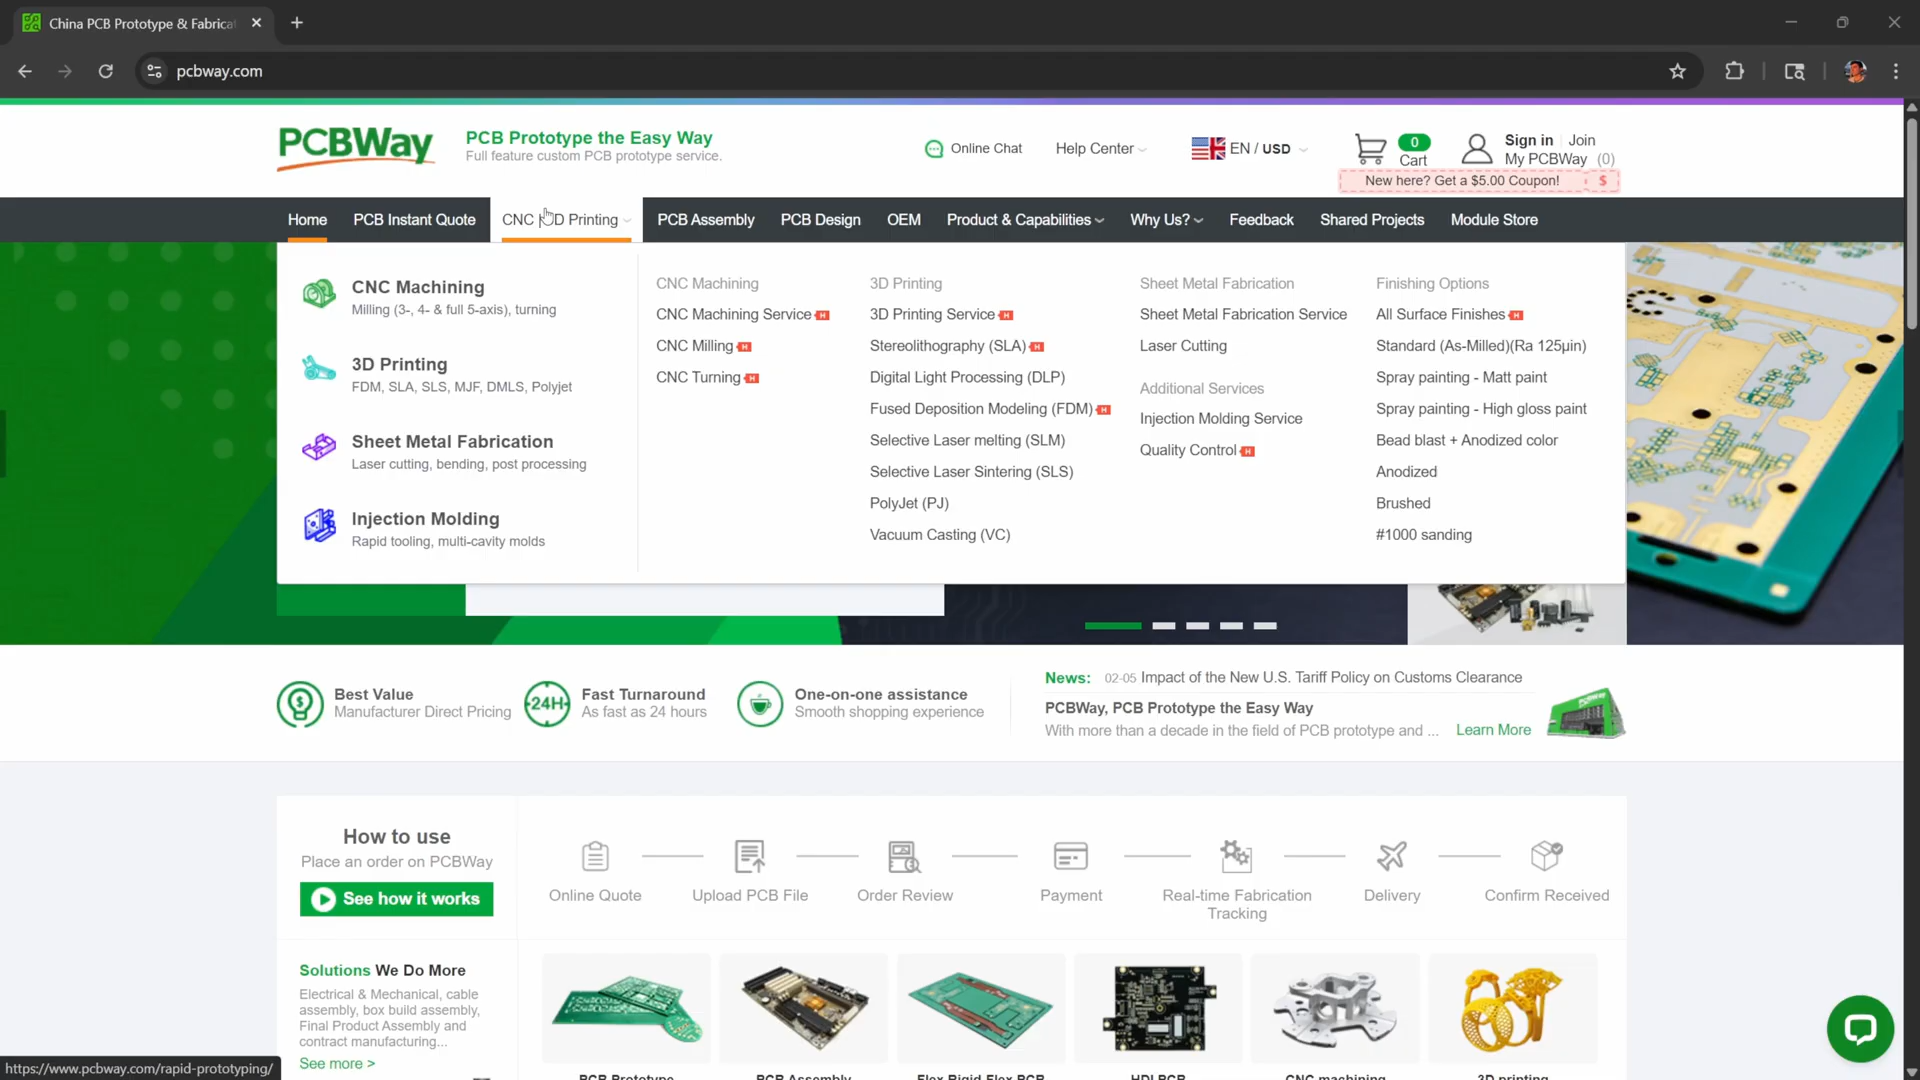 China PCB Prototype & Fabrica
pcbway.com
PCBWay
PCB Prototype the Easy Way
Full feature custom PCB prototype service.
Online Chat
Help Center
EN / USD
0
Cart
Sign in
Join
My PCBWay (0)
New here? Get a $5.00 Coupon!
$
Home
PCB Instant Quote
PCB Assembly
PCB Design
OEM
Product & Capabilities
Why Us?
Feedback
Shared Projects
Module Store
CNC Machining
Milling (3-, 4- & full 5-axis), turning
3D Printing
FDM, SLA, SLS, MJF, DMLS, Polyjet
Sheet Metal Fabrication
Laser cutting, bending, post processing
Injection Molding
Rapid tooling, multi-cavity molds
CNC Machining
CNC Machining Service H
CNC Milling H
CNC Turning H
3D Printing
3D Printing Service H
Stereolithography (SLA) H
Digital Light Processing (DLP)
Fused Deposition Modeling (FDM) H
Selective Laser melting (SLM)
Selective Laser Sintering (SLS)
PolyJet (PJ)
Vacuum Casting (VC)
Sheet Metal Fabrication
Sheet Metal Fabrication Service
Laser Cutting
Additional Services
Injection Molding Service
Quality Control H
Finishing Options
All Surface Finishes H
Standard (As-Milled)(Ra 125µin)
Spray painting - Matt paint
Spray painting - High gloss paint
Bead blast + Anodized color
Anodized
Brushed
#1000 sanding
Best Value
Manufacturer Direct Pricing
24H
Fast Turnaround
As fast as 24 hours
One-on-one assistance
Smooth shopping experience
News: 02-05 Impact of the New U.S. Tariff Policy on Customs Clearance
PCBWay, PCB Prototype the Easy Way
With more than a decade in the field of PCB prototype and ... Learn More
How to use
Place an order on PCBWay
See how it works
Online Quote
Upload PCB File
Order Review
Payment
Real-time Fabrication
Tracking
Delivery
Confirm Received
Solutions We Do More
Electrical & Mechanical, cable
assembly, box build assembly,
Final Product Assembly and
contract manufacturing...
See more >
PCB Prototype
PCB Assembly
Flex Rigid-Flex PCB
HDI PCB
CNC machining
3D printing
https://www.pcbway.com/rapid-prototyping/